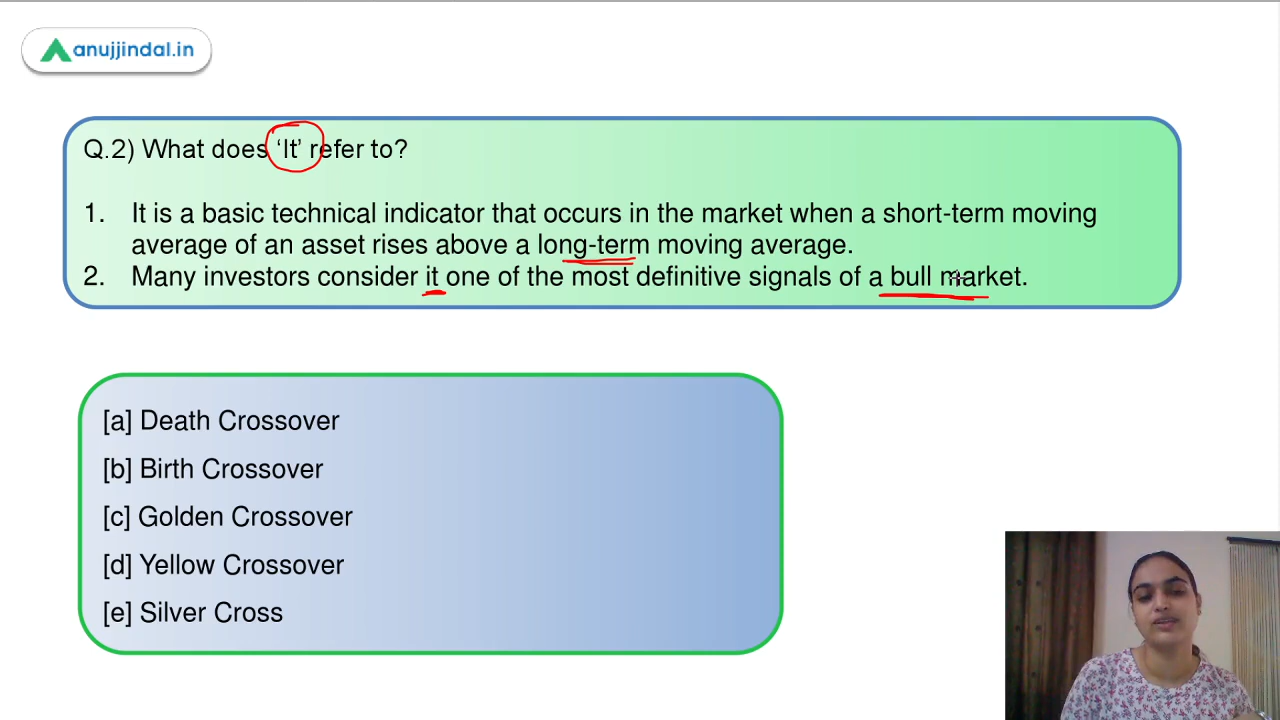 anujjindal.in
Q.2) What does ‘It’ refer to?
1. It is a basic technical indicator that occurs in the market when a short-term moving
average of an asset rises above a long-term moving average.
2. Many investors consider it one of the most definitive signals of a bull market.
[a] Death Crossover
[b] Birth Crossover
[c] Golden Crossover
[d] Yellow Crossover
[e] Silver Cross